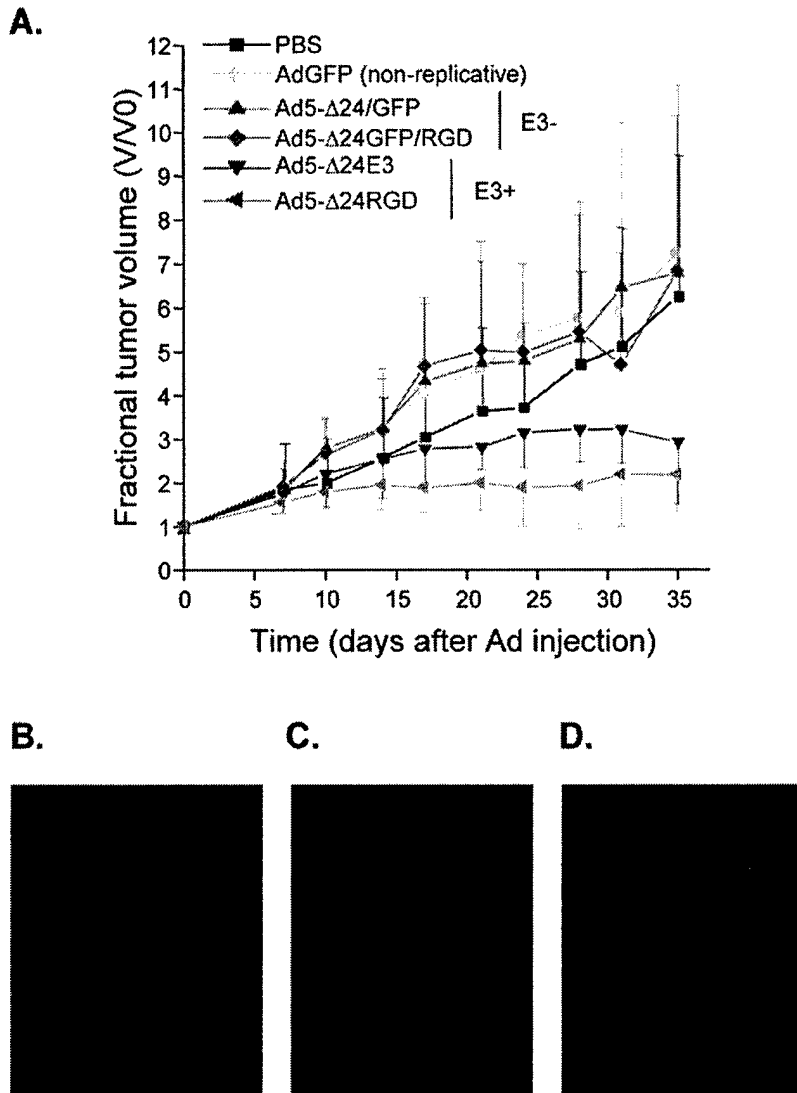 A.
PBS
AdGFP (non-replicative)
Ad5-Δ24/GFP
Ad5-Δ24GFP/RGD
E3-
Ad5-Δ24E3
Ad5-Δ24RGD
E3+
Fractional tumor volume (V/V0)
12
11
10
9
8
7
6
5
4
3
2
1
0
0 5 10 15 20 25 30 35
Time (days after Ad injection)
B. C. D.